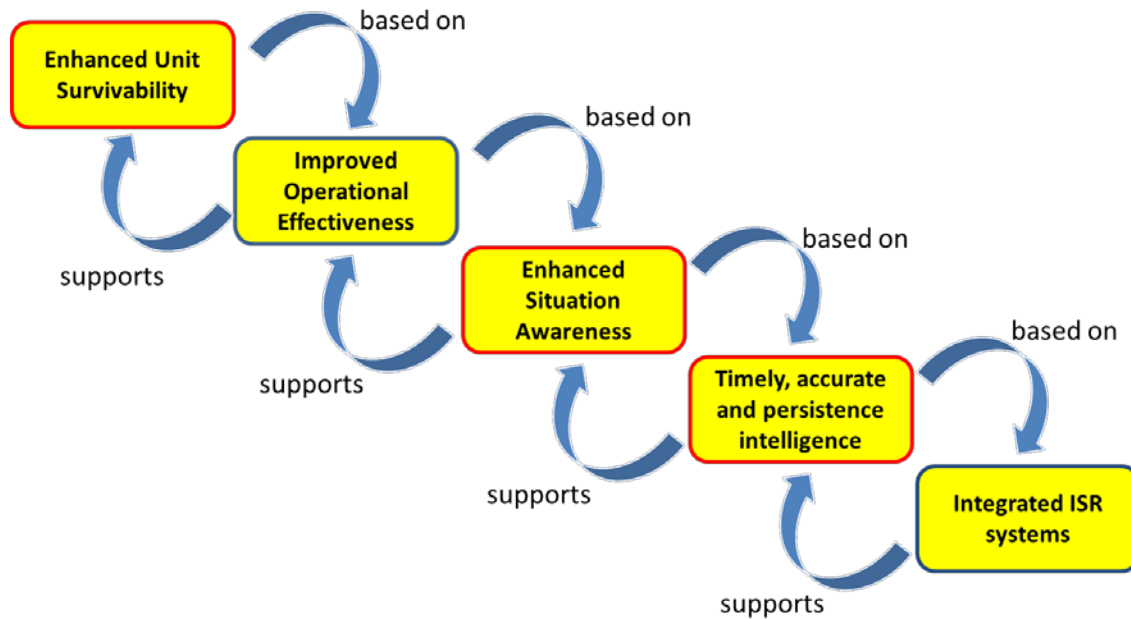 based on
Enhanced Unit
Survivability
based on
Improved
Operational
Effectiveness
supports
based on
Enhanced
Situation
Awareness
supports
based on
Timely, accurate
and persistence
intelligence
supports
Integrated ISR
systems
supports